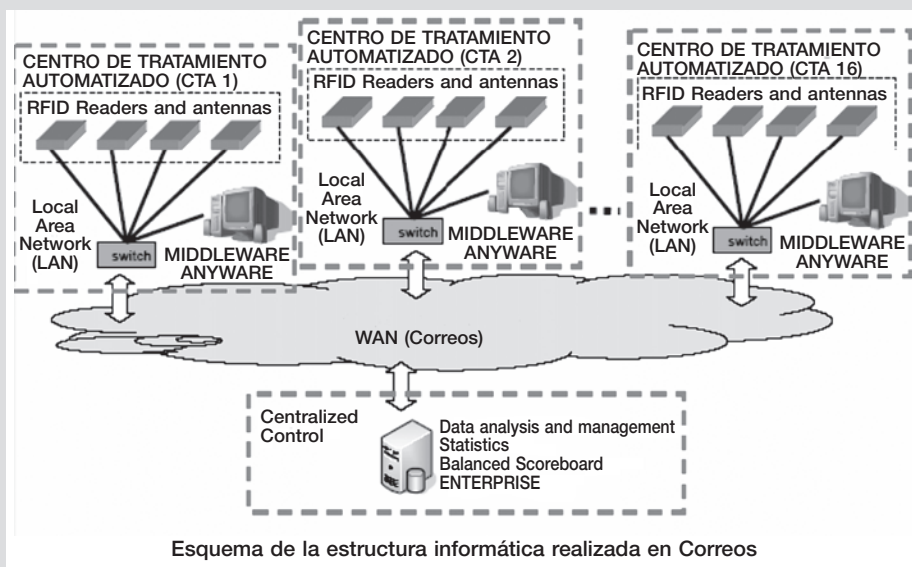 CENTRO DE TRATAMIENTO
AUTOMATIZADO (CTA 1)
RFID Readers and antennas
Local
Area
Network
(LAN)
switch
MIDDLEWARE
ANYWARE
CENTRO DE TRATAMIENTO
AUTOMATIZADO (CTA 2)
RFID Readers and antennas
Local
Area
Network
(LAN)
switch
MIDDLEWARE
ANYWARE
CENTRO DE TRATAMIENTO
AUTOMATIZADO (CTA 16)
RFID Readers and antennas
Local
Area
Network
(LAN)
switch
MIDDLEWARE
ANYWARE
WAN (Correos)
Centralized
Control
Data analysis and management
Statistics
Balanced Scoreboard
ENTERPRISE
Esquema de la estructura informática realizada en Correos